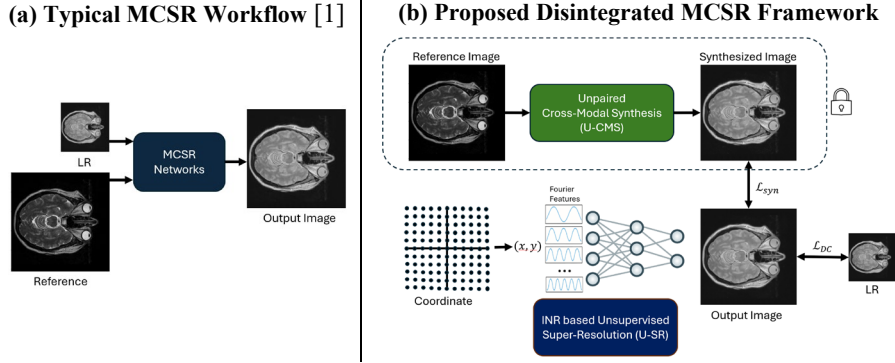 (a) Typical MCSR Workflow [1]
LR
MCSR
Networks
Reference
Output Image
(b) Proposed Disintegrated MCSR Framework
Reference Image
Synthesized Image
Unpaired
Cross-Modal Synthesis
(U-CMS)
ℒsyn
Fourier
Features
(x, y)
...
Coordinate
INR based Unsupervised
Super-Resolution (U-SR)
Output Image
ℒDC
LR